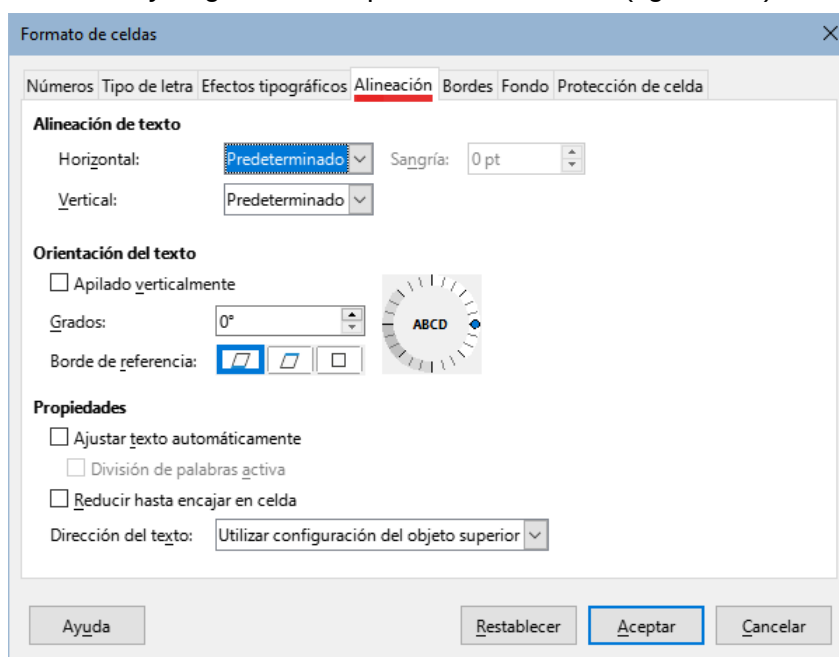 Formato de celdas
Números Tipo de letra Efectos tipográficos Alineación Bordes Fondo Protección de celda
Alineación de texto
Horizontal: Predeterminado Sangría: 0 pt
Vertical: Predeterminado
Orientación del texto
Apilado verticalmente
Grados: 0°
ABCD
Borde de referencia:
Propiedades
Ajustar texto automáticamente
División de palabras activa
Reducir hasta encajar en celda
Dirección del texto: Utilizar configuración del objeto superior
Ayuda Restablecer Aceptar Cancelar